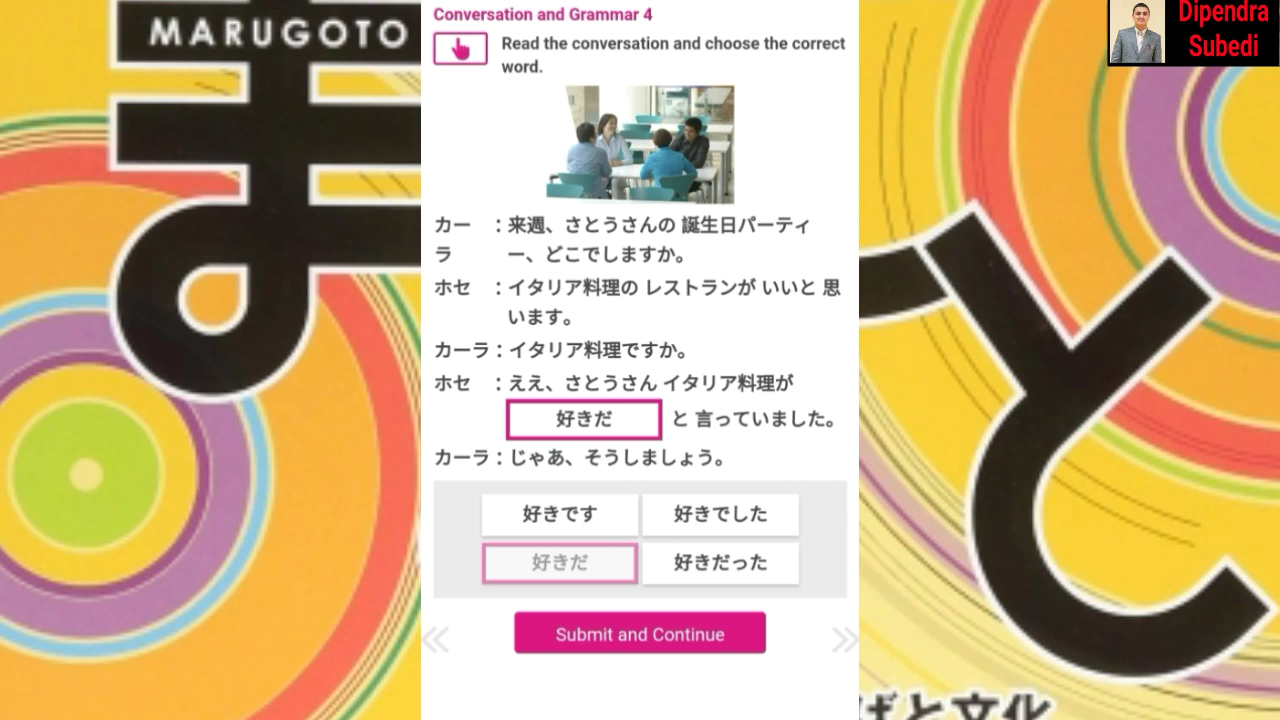 MARUGOTO
Dipendra
Subedi
Conversation and Grammar 4
Read the conversation and choose the correct
word.
カー ：来週、さとうさんの 誕生日パーティ
ラ ー、どこでしますか。
ホセ ：イタリア料理の レストランが いいと 思
います。
カーラ：イタリア料理ですか。
ホセ ：ええ、さとうさん イタリア料理が
好きだ と 言っていました。
カーラ：じゃあ、そうしましょう。
好きです 好きでした
好きだ 好きだった
Submit and Continue
まると
と文化